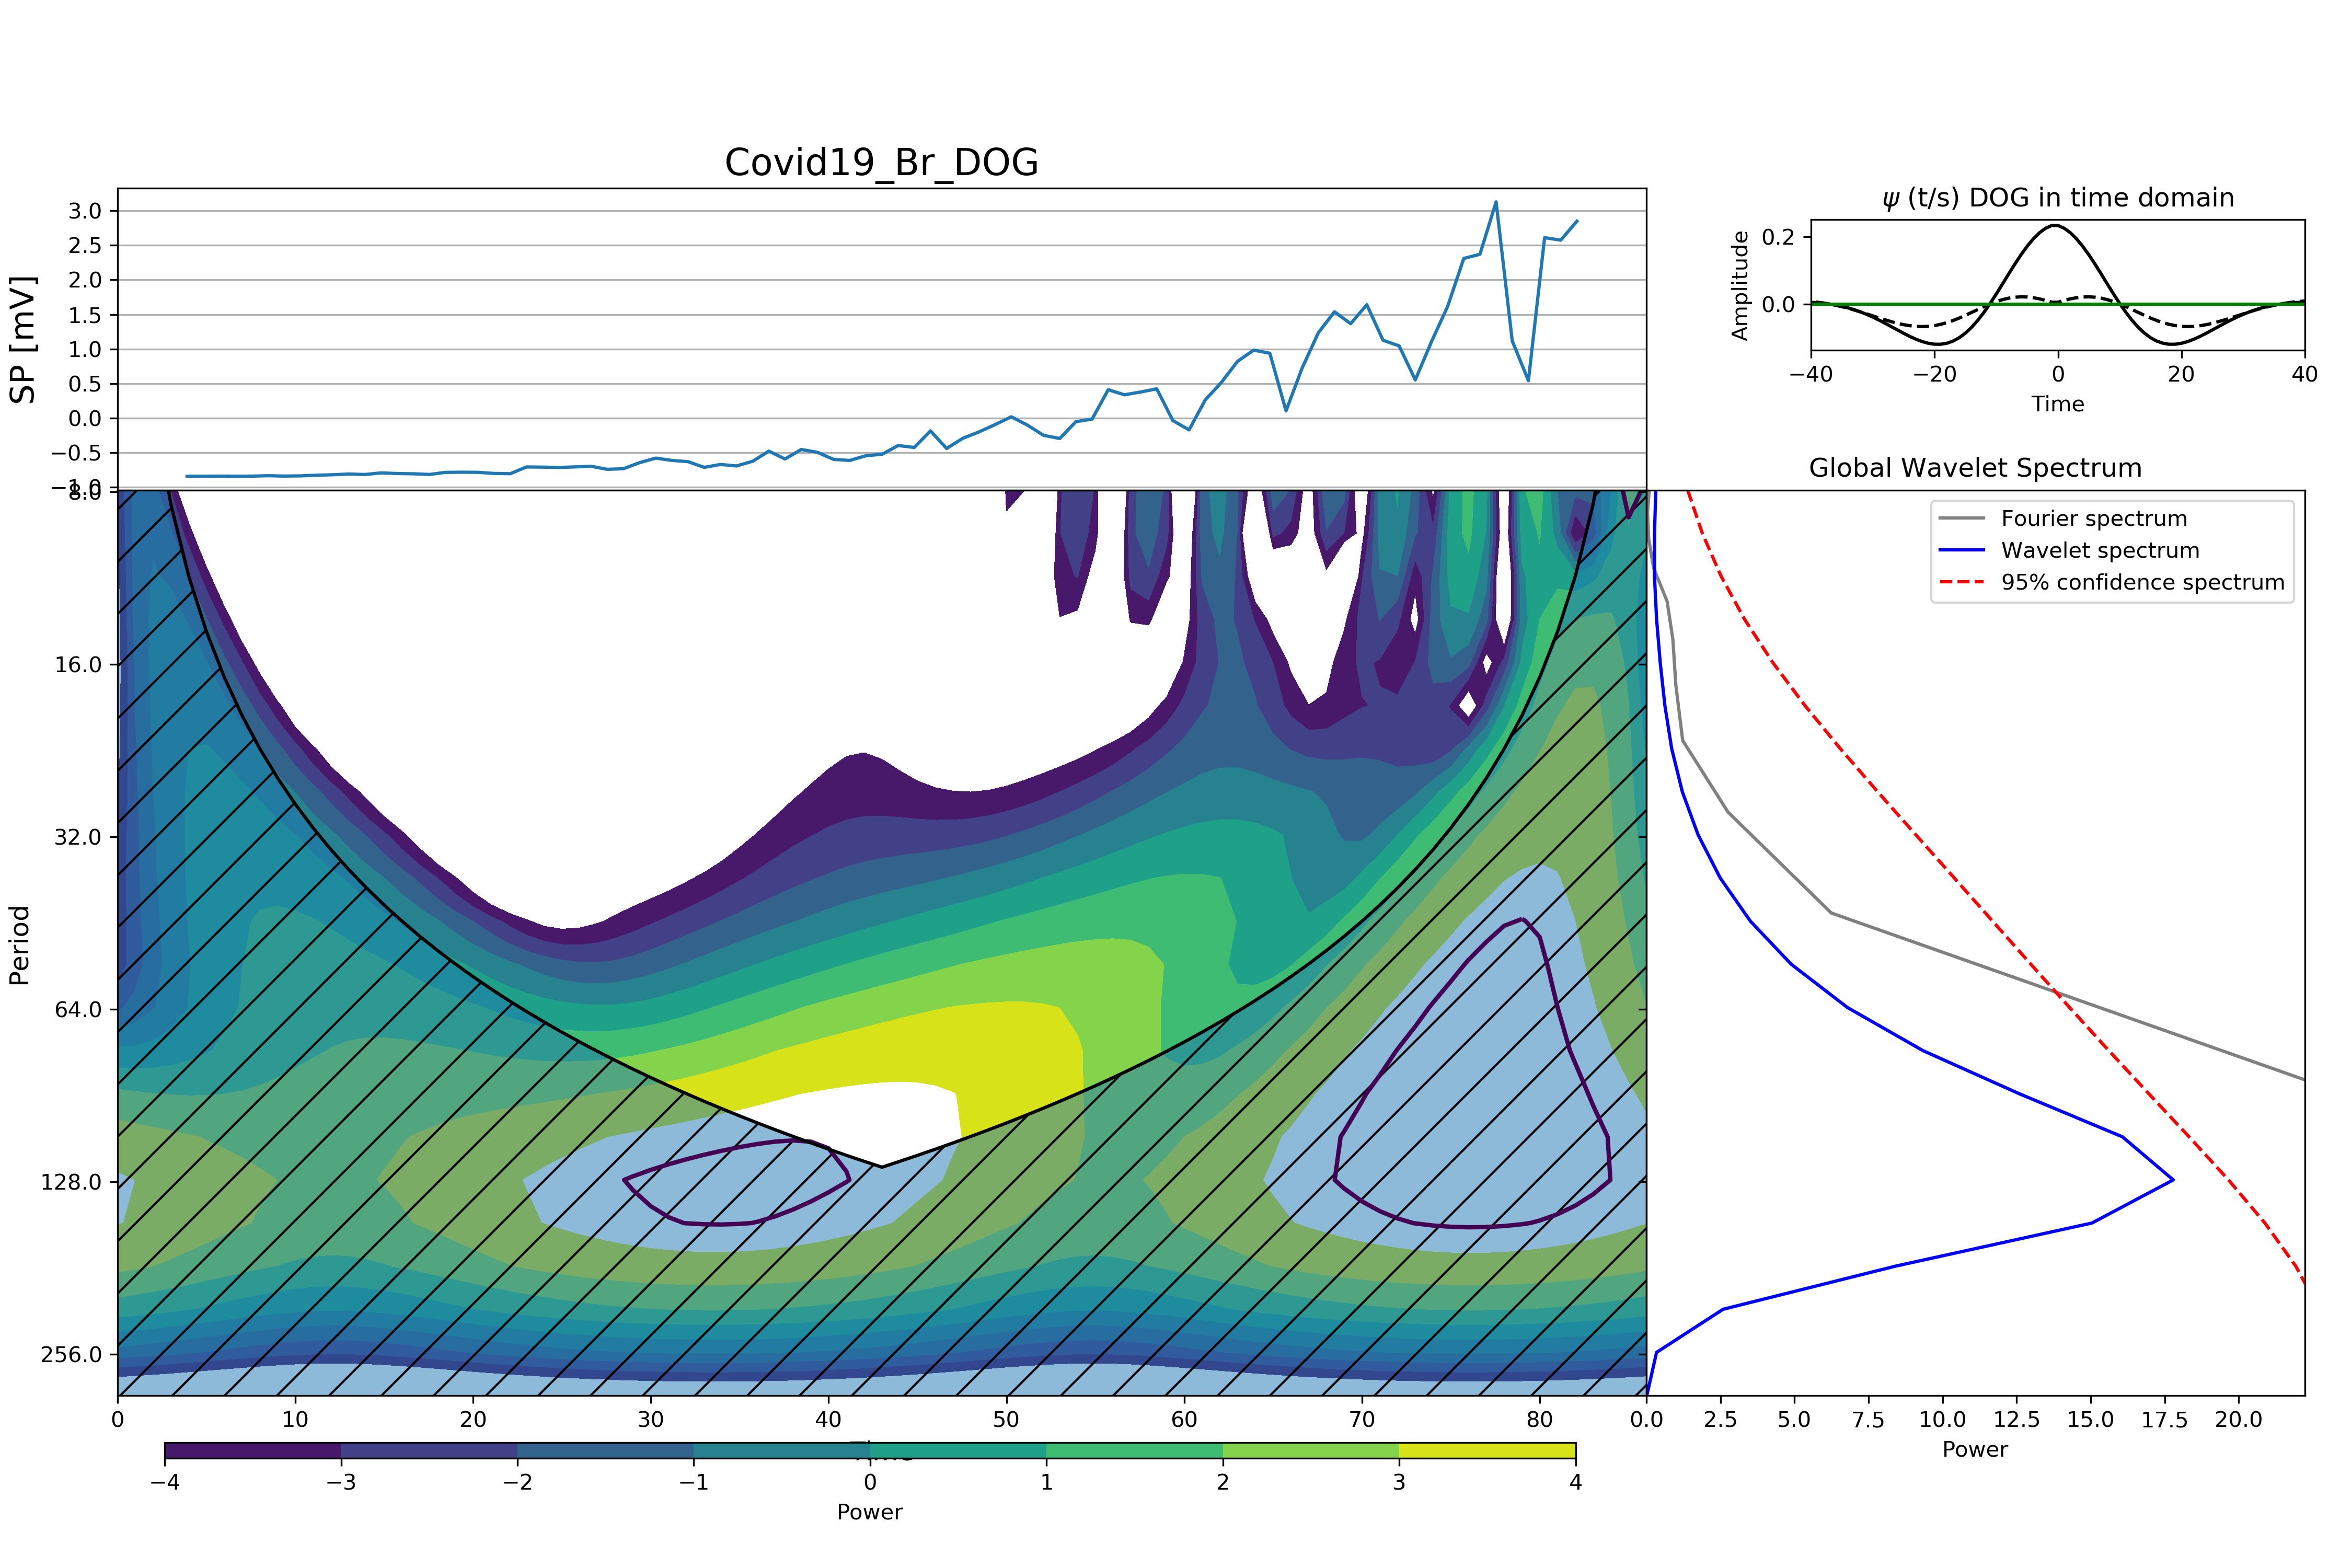 Covid19_Br_DOG
SP [mV]
3.0
2.5
2.0
1.5
1.0
0.5
0.0
−0.5
−1.0
ψ (t/s) DOG in time domain
Amplitude
0.2
0.0
−40 −20 0 20 40
Time
Period
8.0
16.0
32.0
64.0
128.0
256.0
0 10 20 30 40 50 60 70 80
Global Wavelet Spectrum
Fourier spectrum
Wavelet spectrum
95% confidence spectrum
0.0 2.5 5.0 7.5 10.0 12.5 15.0 17.5 20.0
Power
−4 −3 −2 −1 0 1 2 3 4
Power